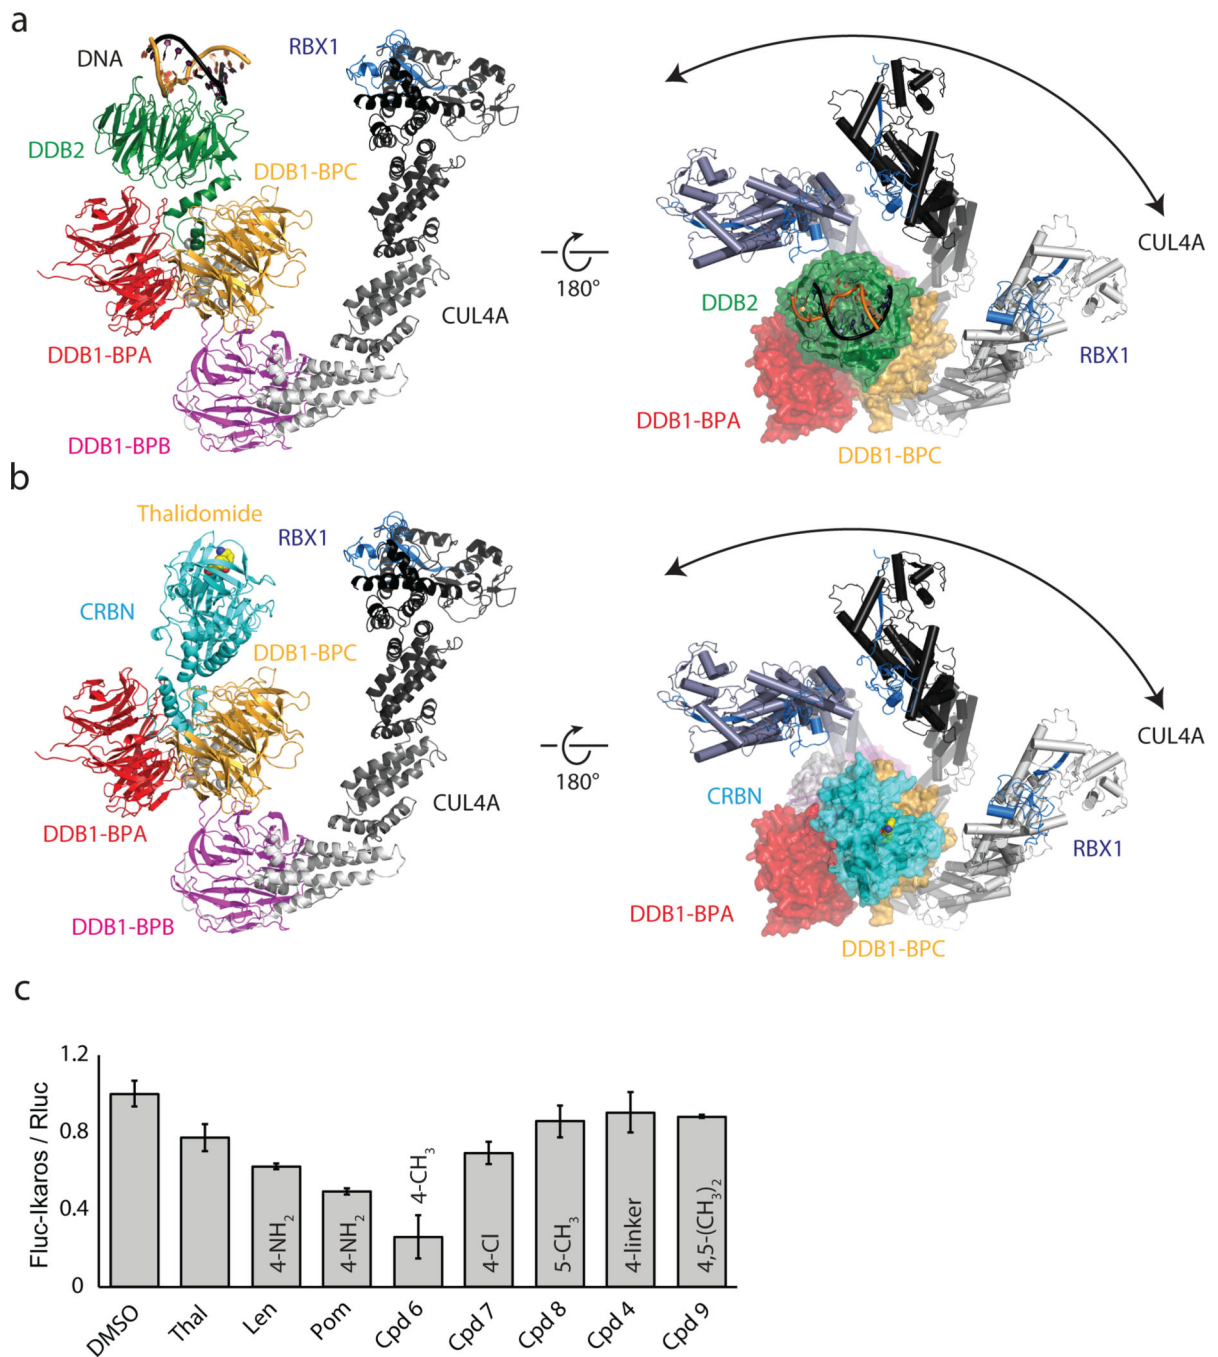 a
DNA
RBX1
DDB2
DDB1-BPC
DDB1-BPA
CUL4A
DDB1-BPB
180°
CUL4A
DDB2
RBX1
DDB1-BPA
DDB1-BPC
b
Thalidomide
RBX1
CRBN
DDB1-BPC
DDB1-BPA
CUL4A
DDB1-BPB
180°
CUL4A
CRBN
RBX1
DDB1-BPA
DDB1-BPC
c
Fluc-Ikaros / Rluc
1.2
0.8
0.4
0
4-NH₂
4-NH₂
4-CH₃
4-Cl
5-CH₃
4-linker
4,5-(CH₃)₂
DMSO
Thal
Len
Pom
Cpd 6
Cpd 7
Cpd 8
Cpd 4
Cpd 9